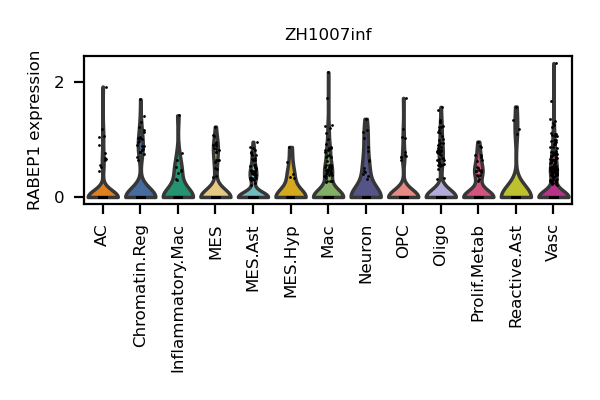 ZH1007inf
RABEP1 expression
2
0
AC
Chromatin.Reg
Inflammatory.Mac
MES
MES.Ast
MES.Hyp
Mac
Neuron
OPC
Oligo
Prolif.Metab
Reactive.Ast
Vasc